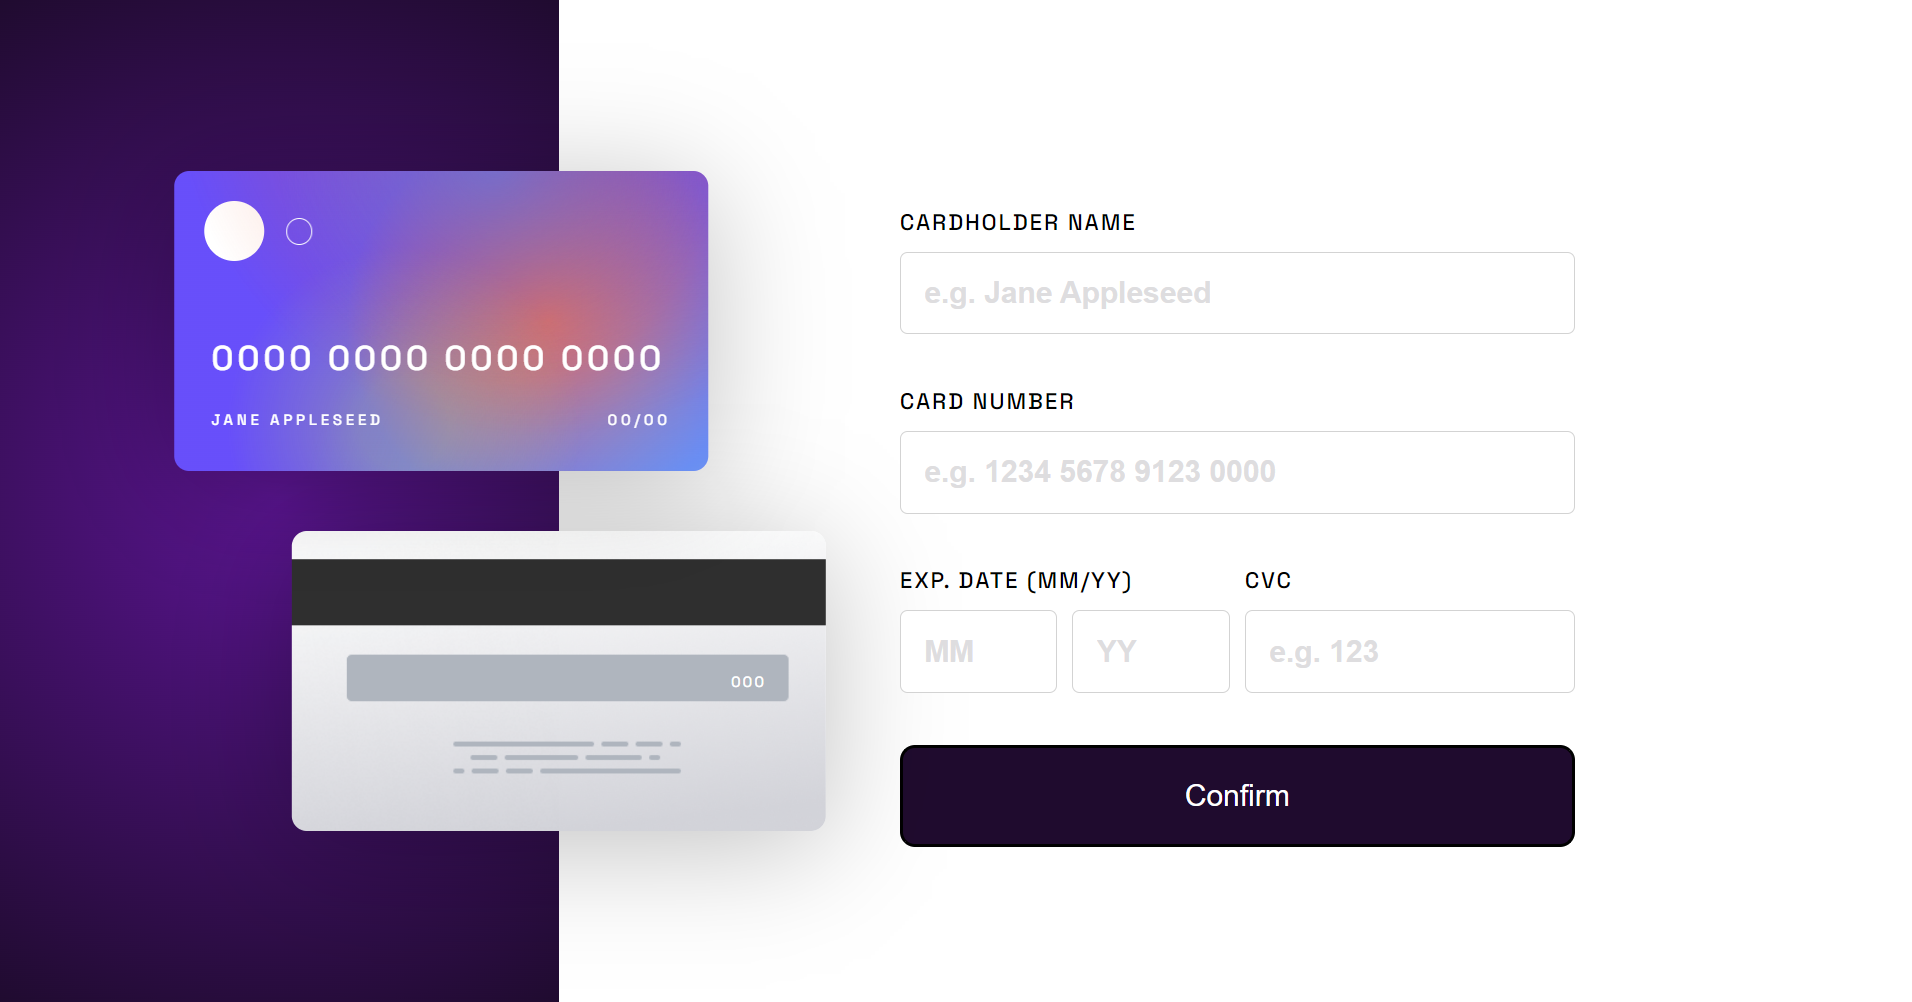 0000 0000 0000 0000
JANE APPLESEED 00/00
000
CARDHOLDER NAME
e.g. Jane Appleseed
CARD NUMBER
e.g. 1234 5678 9123 0000
EXP. DATE (MM/YY) CVC
MM YY e.g. 123
Confirm